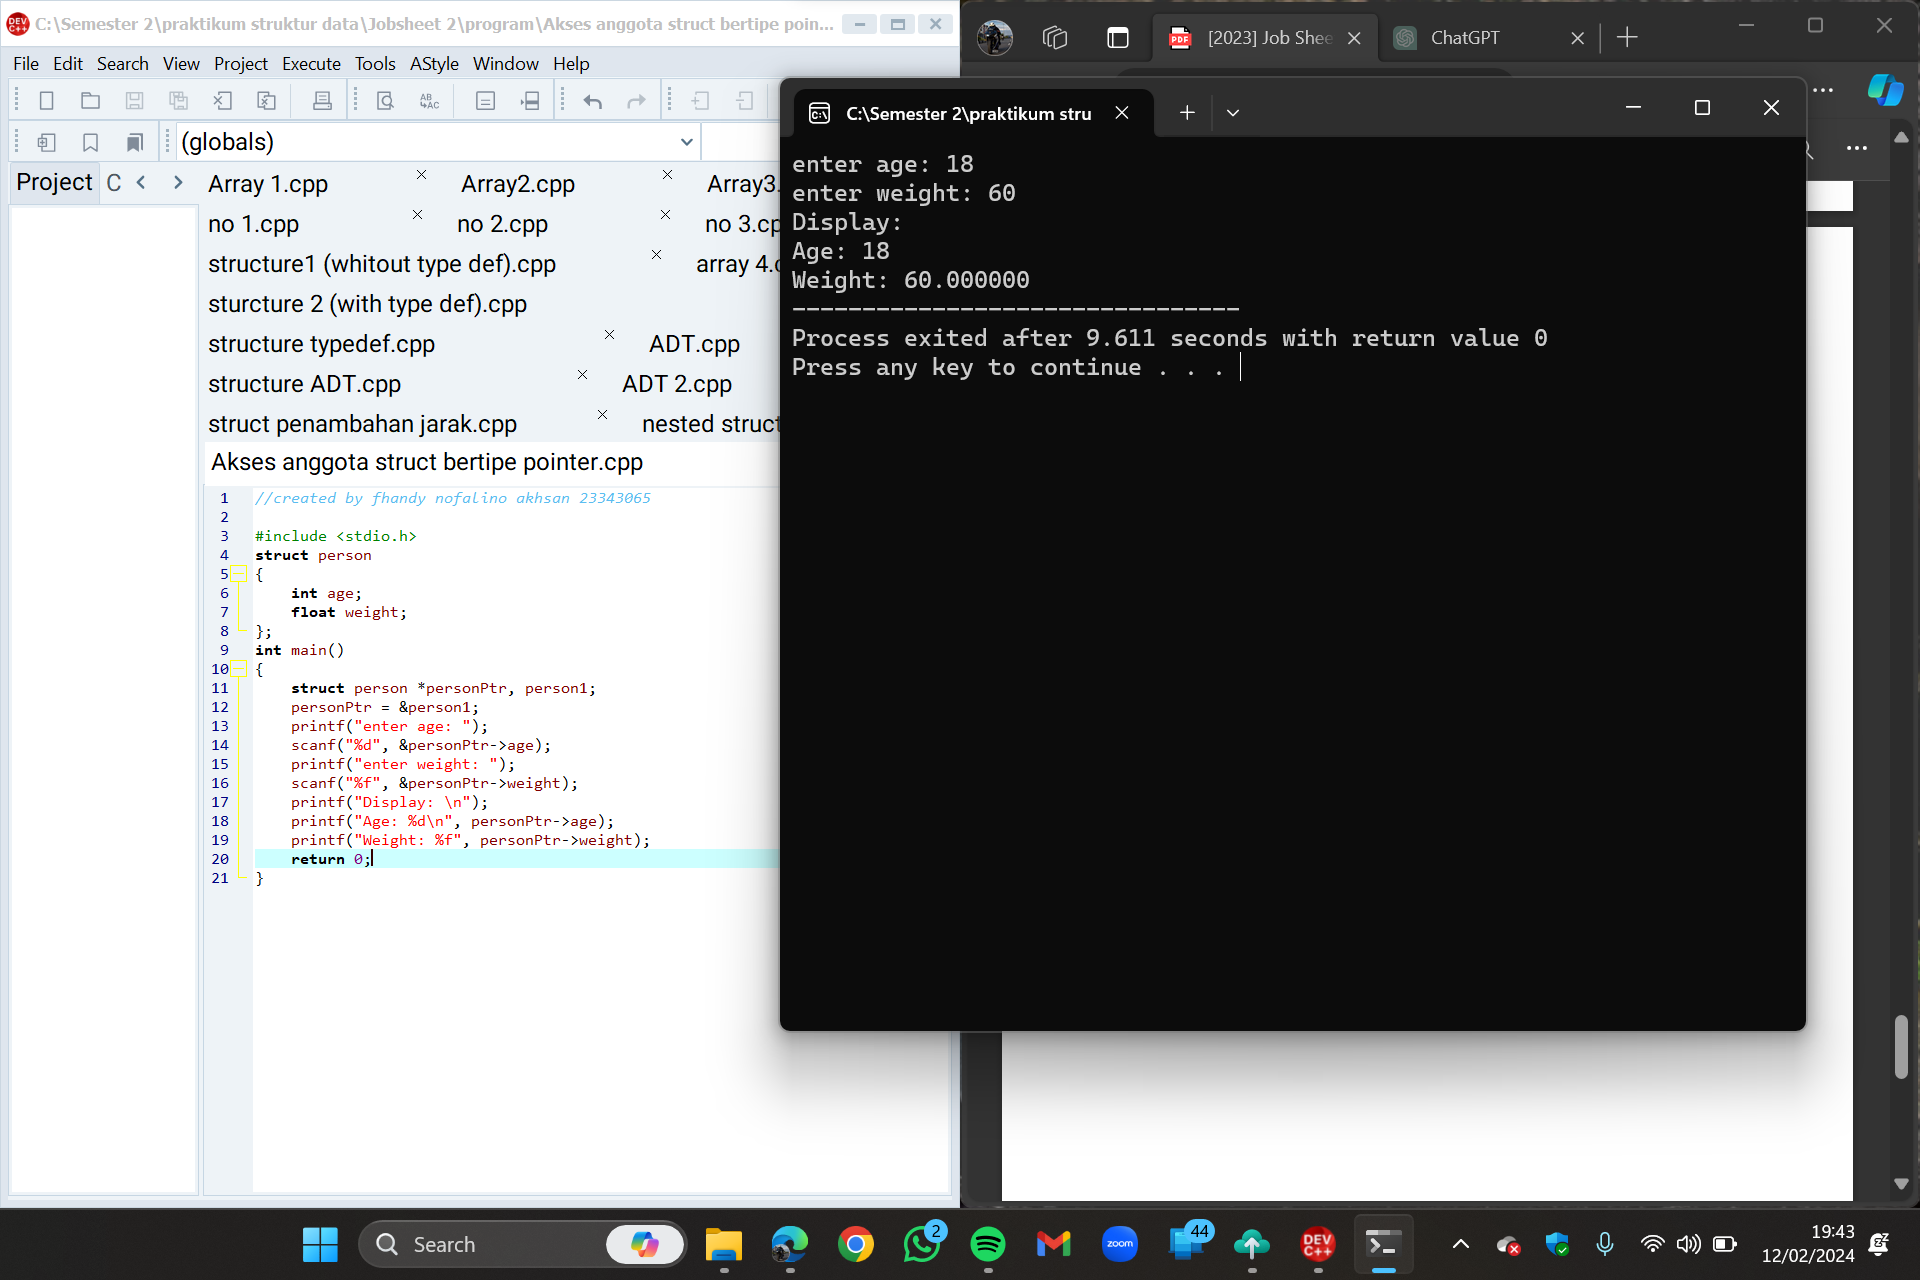 C:\Semester 2\praktikum struktur data\Jobsheet 2\program\Akses anggota struct bertipe poin...
File Edit Search View Project Execute Tools AStyle Window Help
(globals)
Project C
Array 1.cpp Array2.cpp Array3.
no 1.cpp no 2.cpp no 3.cp
structure1 (whitout type def).cpp array 4.c
sturcture 2 (with type def).cpp
structure typedef.cpp ADT.cpp
structure ADT.cpp ADT 2.cpp
struct penambahan jarak.cpp nested struct
Akses anggota struct bertipe pointer.cpp
1 //created by fhandy nofalino akhsan 23343065
2
3 #include <stdio.h>
4 struct person
5 {
6 int age;
7 float weight;
8 };
9 int main()
10 {
11 struct person *personPtr, person1;
12 personPtr = &person1;
13 printf("enter age: ");
14 scanf("%d", &personPtr->age);
15 printf("enter weight: ");
16 scanf("%f", &personPtr->weight);
17 printf("Display: \n");
18 printf("Age: %d\n", personPtr->age);
19 printf("Weight: %f", personPtr->weight);
20 return 0;
21 }
[2023] Job Shee
ChatGPT
C:\Semester 2\praktikum stru
enter age: 18
enter weight: 60
Display:
Age: 18
Weight: 60.000000
--------------------------------
Process exited after 9.611 seconds with return value 0
Press any key to continue . . .
Search
2
zoom
44
DEV
C++
19:43
12/02/2024